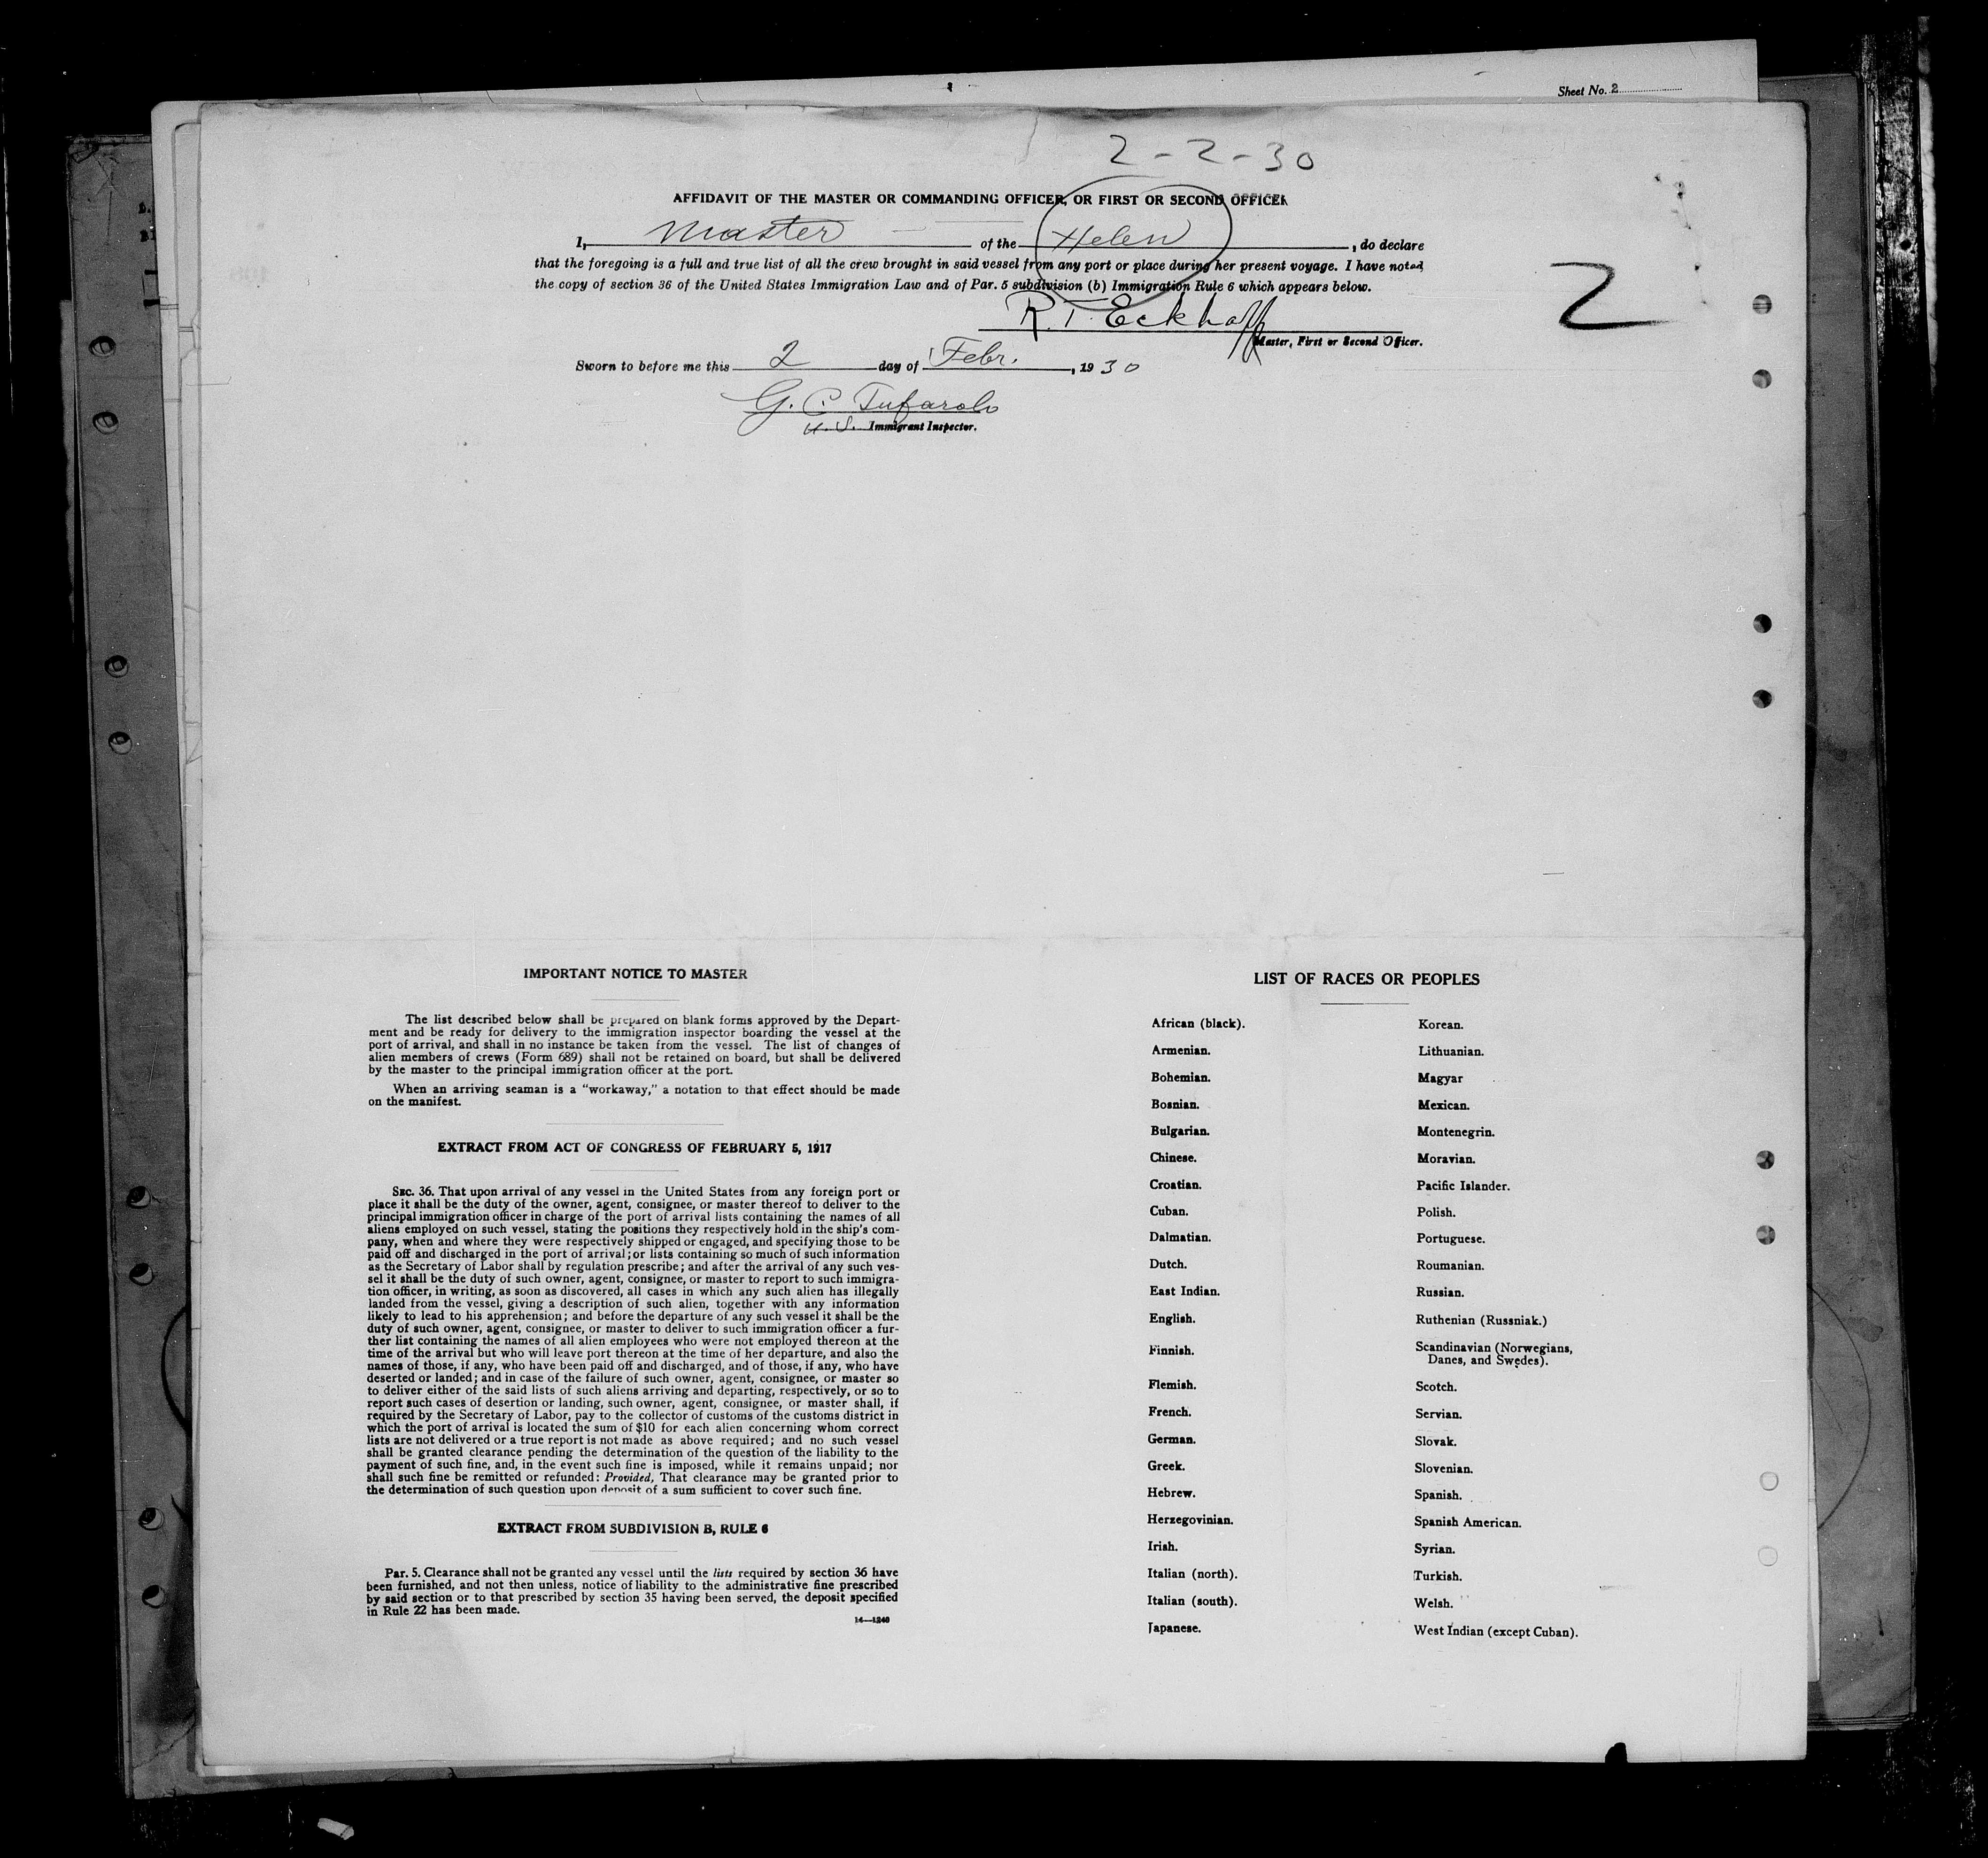 Sheet No. 2
2-2-30
AFFIDAVIT OF THE MASTER OR COMMANDING OFFICER, OR FIRST OR SECOND OFFICER
I, Master of the Helen, do declare
that the foregoing is a full and true list of all the crew brought in said vessel from any port or place during her present voyage. I have noted
the copy of section 36 of the United States Immigration Law and of Par. 5 subdivision (b) Immigration Rule 6 which appears below.
2
R. T. Eckhoff
Master, First or Second Officer.
Sworn to before me this 2 day of Febr., 1930
G. C. Tufarolo
U.S. Immigrant Inspector.
IMPORTANT NOTICE TO MASTER
The list described below shall be prepared on blank forms approved by the Depart-
ment and be ready for delivery to the immigration inspector boarding the vessel at the
port of arrival, and shall in no instance be taken from the vessel. The list of changes of
alien members of crews (Form 689) shall not be retained on board, but shall be delivered
by the master to the principal immigration officer at the port.
When an arriving seaman is a "workaway," a notation to that effect should be made
on the manifest.
EXTRACT FROM ACT OF CONGRESS OF FEBRUARY 5, 1917
SEC. 36. That upon arrival of any vessel in the United States from any foreign port or
place it shall be the duty of the owner, agent, consignee, or master thereof to deliver to the
principal immigration officer in charge of the port of arrival lists containing the names of all
aliens employed on such vessel, stating the positions they respectively hold in the ship's com-
pany, when and where they were respectively shipped or engaged, and specifying those to be
paid off and discharged in the port of arrival; or lists containing so much of such information
as the Secretary of Labor shall by regulation prescribe; and after the arrival of any such ves-
sel it shall be the duty of such owner, agent, consignee, or master to report to such immigra-
tion officer, in writing, as soon as discovered, all cases in which any such alien has illegally
landed from the vessel, giving a description of such alien, together with any information
likely to lead to his apprehension; and before the departure of any such vessel it shall be the
duty of such owner, agent, consignee, or master to deliver to such immigration officer a fur-
ther list containing the names of all alien employees who were not employed thereon at the
time of the arrival but who will leave port thereon at the time of her departure, and also the
names of those, if any, who have been paid off and discharged, and of those, if any, who have
deserted or landed; and in case of the failure of such owner, agent, consignee, or master so
to deliver either of the said lists of such aliens arriving and departing, respectively, or so to
report such cases of desertion or landing, such owner, agent, consignee, or master shall, if
required by the Secretary of Labor, pay to the collector of customs of the customs district in
which the port of arrival is located the sum of $10 for each alien concerning whom correct
lists are not delivered or a true report is not made as above required; and no such vessel
shall be granted clearance pending the determination of the question of the liability to the
payment of such fine, and, in the event such fine is imposed, while it remains unpaid; nor
shall such fine be remitted or refunded: Provided, That clearance may be granted prior to
the determination of such question upon deposit of a sum sufficient to cover such fine.
EXTRACT FROM SUBDIVISION B, RULE 6
Par. 5. Clearance shall not be granted any vessel until the lists required by section 36 have
been furnished, and not then unless, notice of liability to the administrative fine prescribed
by said section or to that prescribed by section 35 having been served, the deposit specified
in Rule 22 has been made.
14—1240
LIST OF RACES OR PEOPLES
African (black).
Armenian.
Bohemian.
Bosnian.
Bulgarian.
Chinese.
Croatian.
Cuban.
Dalmatian.
Dutch.
East Indian.
English.
Finnish.
Flemish.
French.
German.
Greek.
Hebrew.
Herzegovinian.
Irish.
Italian (north).
Italian (south).
Japanese.
Korean.
Lithuanian.
Magyar
Mexican.
Montenegrin.
Moravian.
Pacific Islander.
Polish.
Portuguese.
Roumanian.
Russian.
Ruthenian (Russniak.)
Scandinavian (Norwegians,
Danes, and Swedes).
Scotch.
Servian.
Slovak.
Slovenian.
Spanish.
Spanish American.
Syrian.
Turkish.
Welsh.
West Indian (except Cuban).